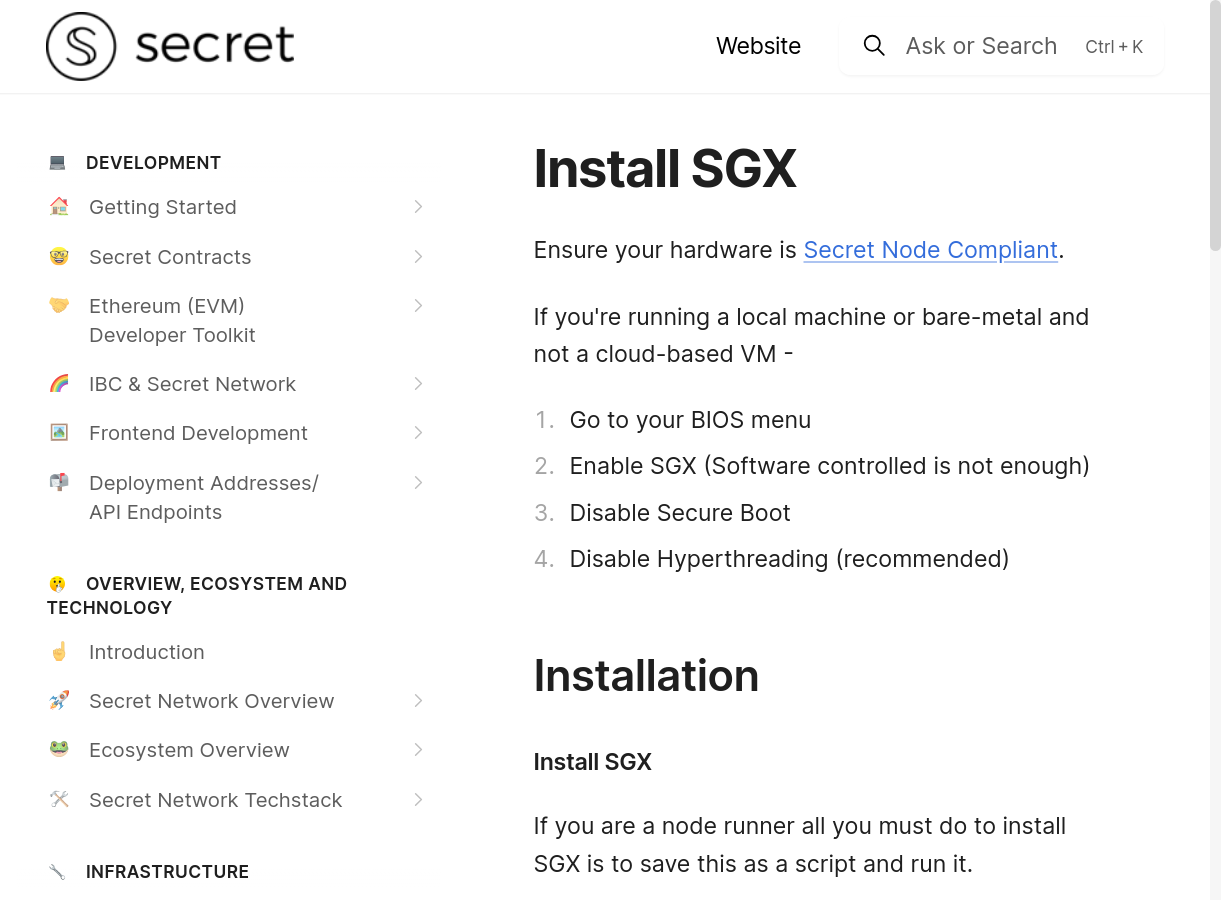 secret
Website
Ask or Search
Ctrl + K
DEVELOPMENT
Getting Started
Secret Contracts
Ethereum (EVM)
Developer Toolkit
IBC & Secret Network
Frontend Development
Deployment Addresses/
API Endpoints
OVERVIEW, ECOSYSTEM AND
TECHNOLOGY
Introduction
Secret Network Overview
Ecosystem Overview
Secret Network Techstack
INFRASTRUCTURE
Install SGX
Ensure your hardware is Secret Node Compliant.
If you're running a local machine or bare-metal and
not a cloud-based VM -
1. Go to your BIOS menu
2. Enable SGX (Software controlled is not enough)
3. Disable Secure Boot
4. Disable Hyperthreading (recommended)
Installation
Install SGX
If you are a node runner all you must do to install
SGX is to save this as a script and run it.